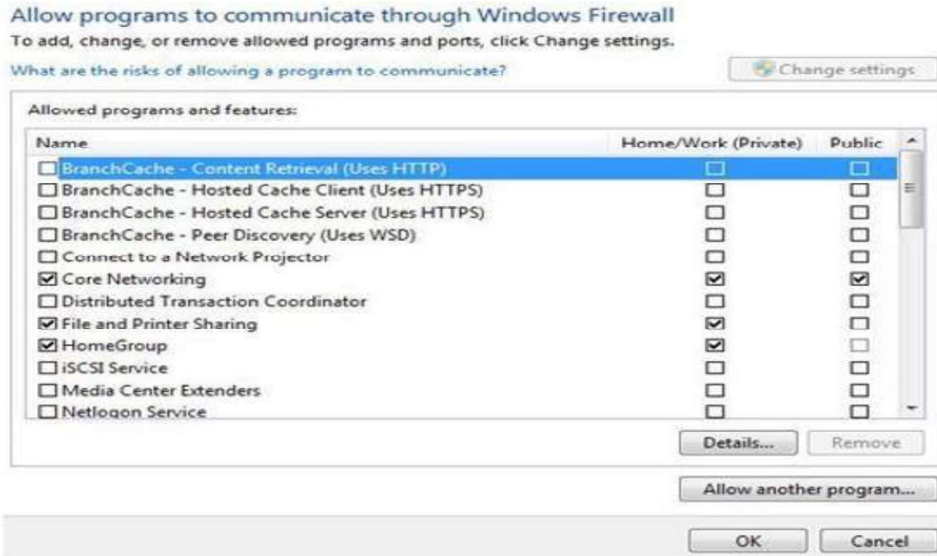 Allow programs to communicate through Windows Firewall
To add, change, or remove allowed programs and ports, click Change settings.
What are the risks of allowing a program to communicate?
Change settings
Allowed programs and features:
Name Home/Work (Private) Public
BranchCache - Content Retrieval (Uses HTTP)
BranchCache - Hosted Cache Client (Uses HTTPS)
BranchCache - Hosted Cache Server (Uses HTTPS)
BranchCache - Peer Discovery (Uses WSD)
Connect to a Network Projector
Core Networking
Distributed Transaction Coordinator
File and Printer Sharing
HomeGroup
iSCSI Service
Media Center Extenders
Netlogon Service
Details... Remove
Allow another program...
OK Cancel